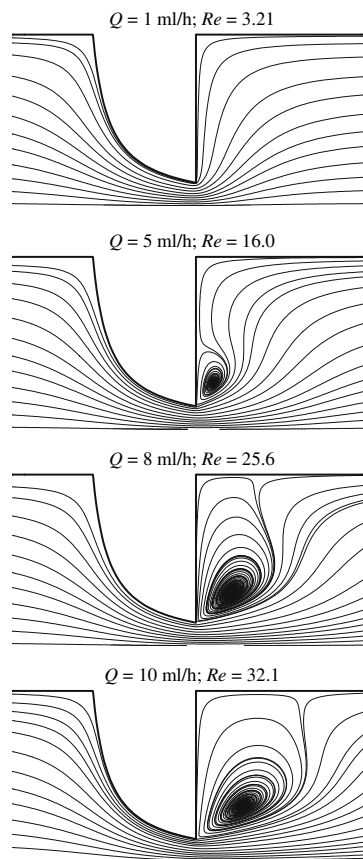 Q = 1 ml/h; Re = 3.21
Q = 5 ml/h; Re = 16.0
Q = 8 ml/h; Re = 25.6
Q = 10 ml/h; Re = 32.1